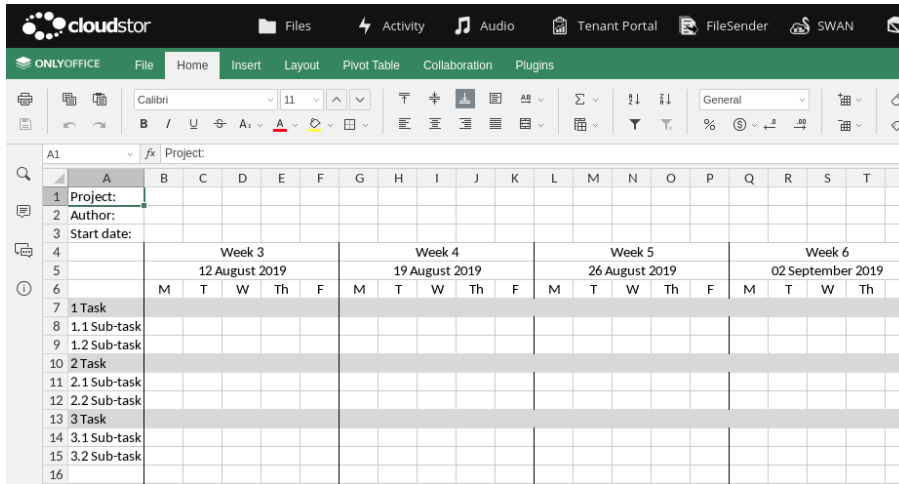 cloudstor Files Activity Audio Tenant Portal FileSender SWAN
ONLYOFFICE File Home Insert Layout Pivot Table Collaboration Plugins
Calibri 11 General
B I U S A A %
A1 fx Project:
A B C D E F G H I J K L M N O P Q R S T
1 Project:
2 Author:
3 Start date:
4 Week 3 Week 4 Week 5 Week 6
5 12 August 2019 19 August 2019 26 August 2019 02 September 2019
6 M T W Th F M T W Th F M T W Th F M T W Th
7 1 Task
8 1.1 Sub-task
9 1.2 Sub-task
10 2 Task
11 2.1 Sub-task
12 2.2 Sub-task
13 3 Task
14 3.1 Sub-task
15 3.2 Sub-task
16